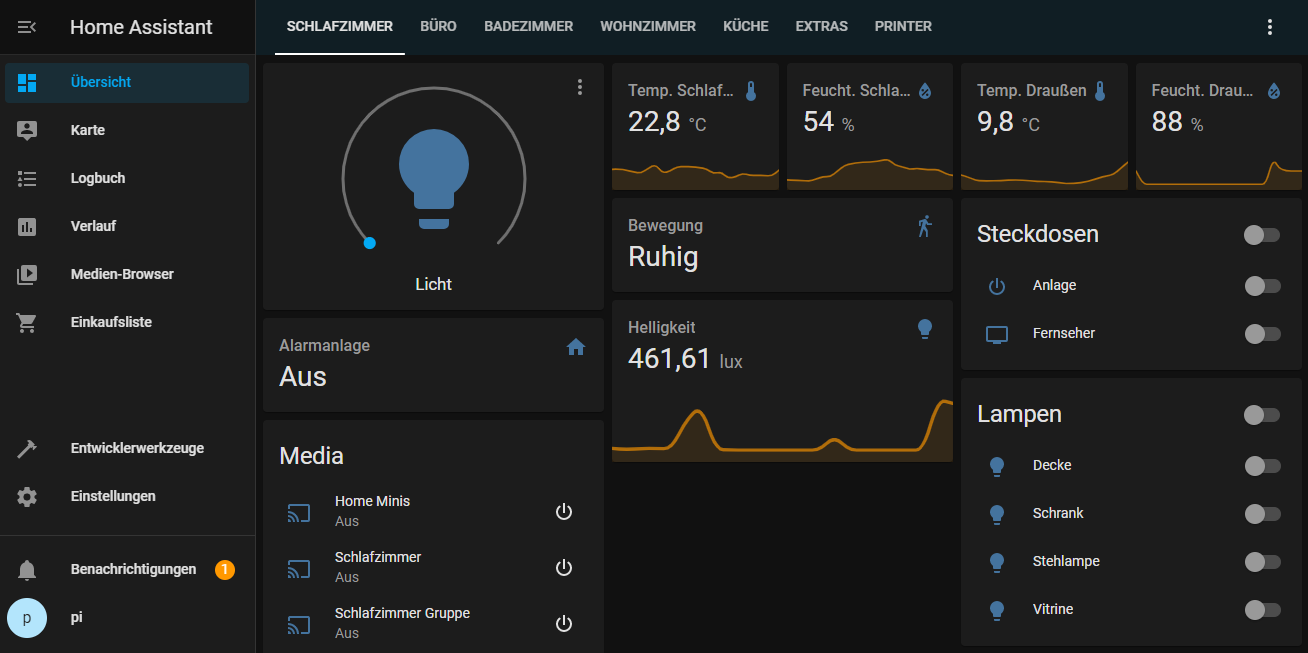 Home Assistant
SCHLAFZIMMER BÜRO BADEZIMMER WOHNZIMMER KÜCHE EXTRAS PRINTER
Übersicht
Karte
Logbuch
Verlauf
Medien-Browser
Einkaufsliste
Entwicklerwerkzeuge
Einstellungen
Benachrichtigungen 1
p pi
Licht
Alarmanlage
Aus
Media
Home Minis
Aus
Schlafzimmer
Aus
Schlafzimmer Gruppe
Aus
Temp. Schlaf...
22,8 °C
Feucht. Schla...
54 %
Temp. Draußen
9,8 °C
Feucht. Drau...
88 %
Bewegung
Ruhig
Helligkeit
461,61 lux
Steckdosen
Anlage
Fernseher
Lampen
Decke
Schrank
Stehlampe
Vitrine